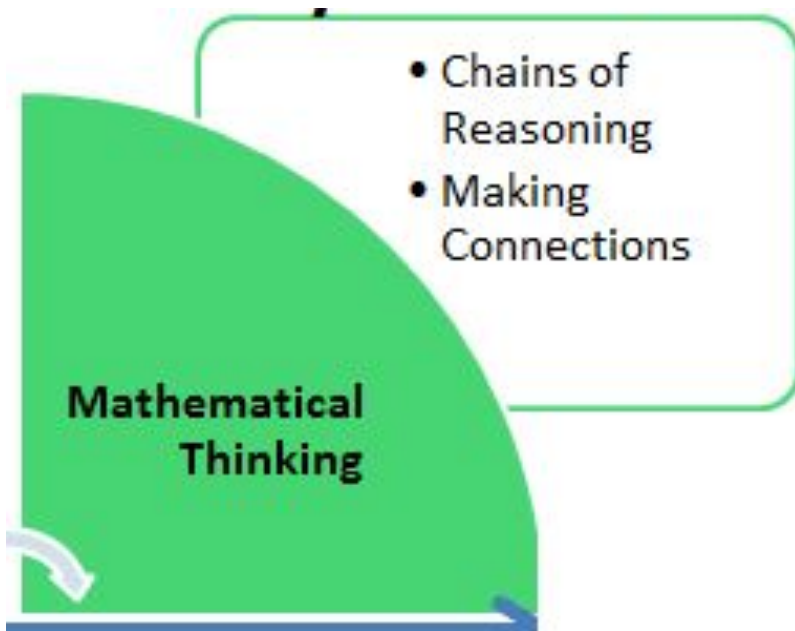 • Chains of
Reasoning
• Making
Connections
Mathematical
Thinking